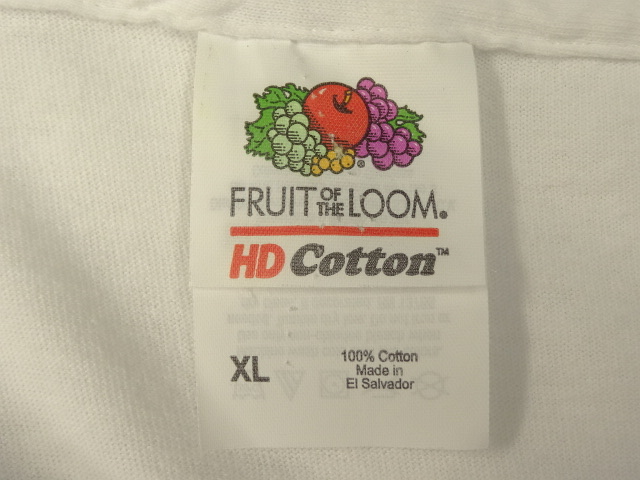 FRUIT OF THE LOOM®
HD Cotton™
XL
100% Cotton
Made in
El Salvador